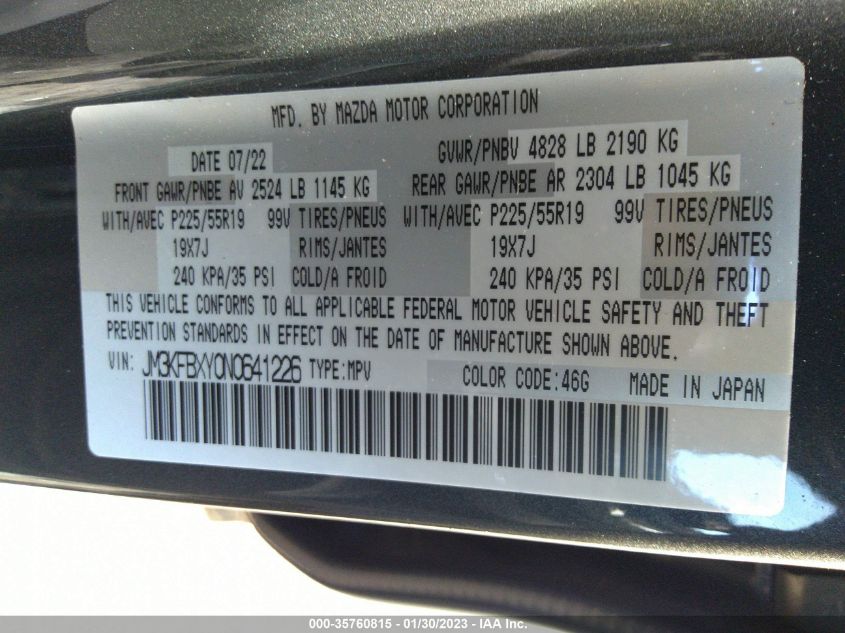 MFD. BY MAZDA MOTOR CORPORATION
DATE 07/22 GVWR/PNBV 4828 LB 2190 KG
FRONT GAWR/PNBE AV 2524 LB 1145 KG REAR GAWR/PNBE AR 2304 LB 1045 KG
WITH/AVEC P225/55R19 99V TIRES/PNEUS WITH/AVEC P225/55R19 99V TIRES/PNEUS
19X7J RIMS/JANTES 19X7J RIMS/JANTES
240 KPA/35 PSI COLD/A FROID 240 KPA/35 PSI COLD/A FROID
THIS VEHICLE CONFORMS TO ALL APPLICABLE FEDERAL MOTOR VEHICLE SAFETY AND THEFT
PREVENTION STANDARDS IN EFFECT ON THE DATE OF MANUFACTURE SHOWN ABOVE.
VIN: JM3KFBXY0N0641226 TYPE:MPV COLOR CODE:46G MADE IN JAPAN
000-35760815 - 01/30/2023 - IAA Inc.